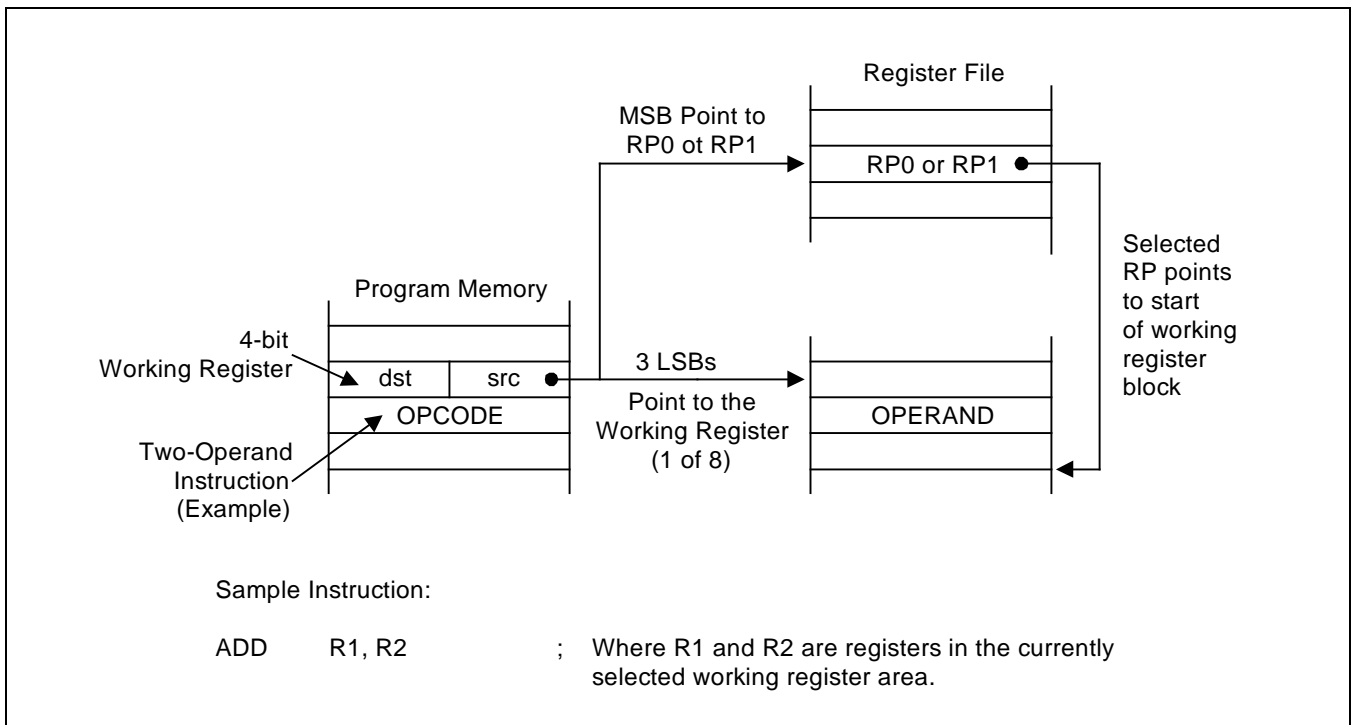 Register File
MSB Point to
RP0 ot RP1
RP0 or RP1
Selected
RP points
to start
of working
register
block
Program Memory
4-bit
Working Register
dst src
3 LSBs
Point to the
Working Register
(1 of 8)
OPCODE
OPERAND
Two-Operand
Instruction
(Example)
Sample Instruction:
ADD R1, R2 ; Where R1 and R2 are registers in the currently
selected working register area.